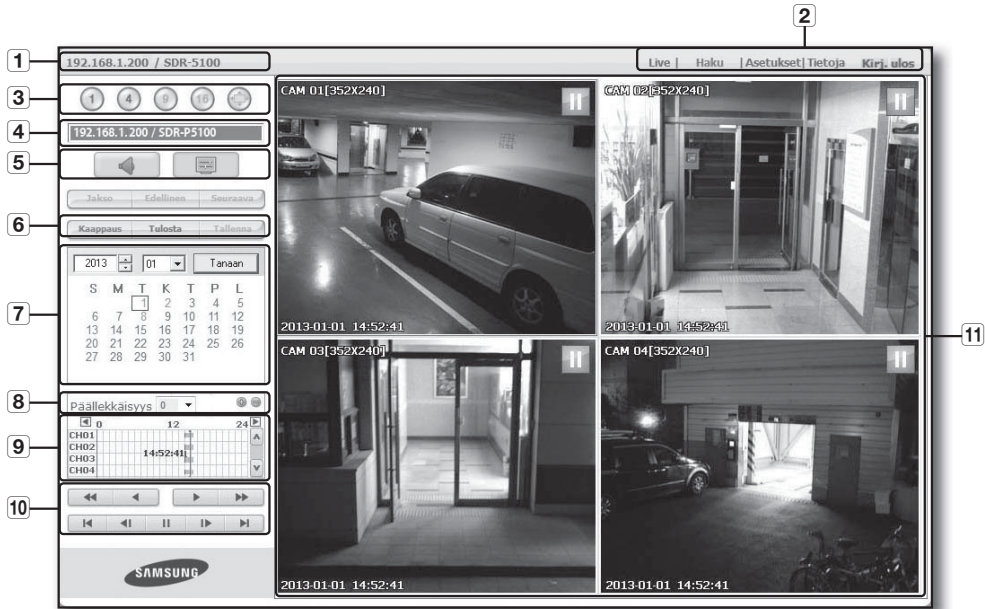 2
1
192.168.1.200 / SDR-5100
Live | Haku |Asetukset| Tietoja Kirj. ulos
3
1 4 9 16
4
192.168.1.200 / SDR-P5100
5
Jakso Edellinen Seuraava
6
Kaappaus Tulosta Tallenna
7
2013 01 Tanaan
S M T K T P L
1 2 3 4 5
6 7 8 9 10 11 12
13 14 15 16 17 18 19
20 21 22 23 24 25 26
27 28 29 30 31
8
Päällekkäisyys 0
9
0 12 24
CH01
CH02
14:52:41
CH03
CH04
10
SAMSUNG
CAM 01[352X240]
2013-01-01 14:52:41
CAM 02[352X240]
2013-01-01 14:52:41
11
CAM 03[352X240]
2013-01-01 14:52:41
CAM 04[352X240]
2013-01-01 14:52:41